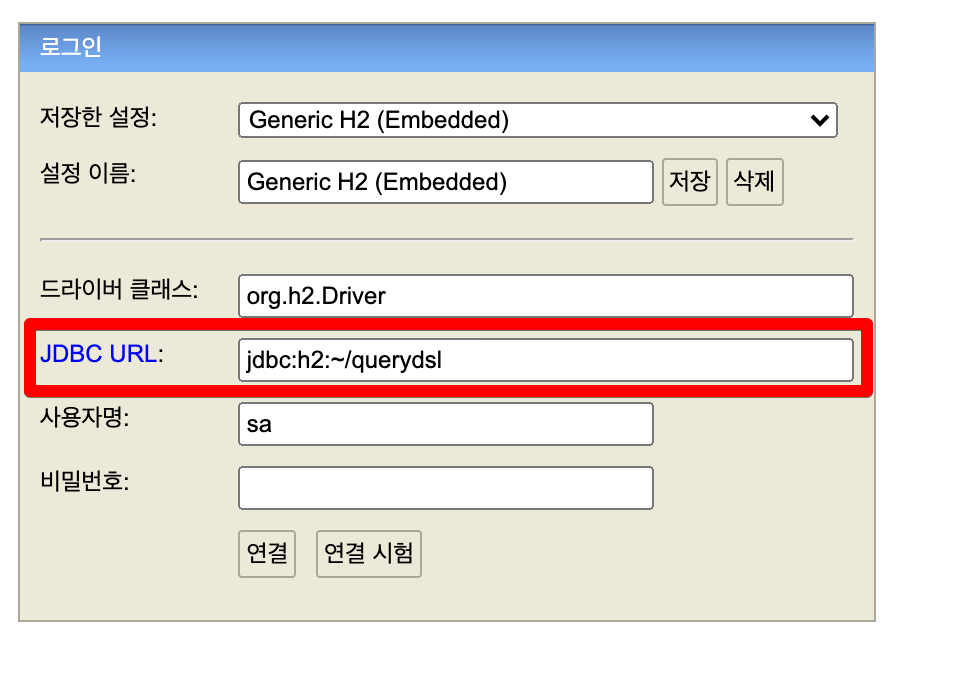 로그인
저장한 설정: Generic H2 (Embedded)
설정 이름: Generic H2 (Embedded) 저장 삭제
드라이버 클래스: org.h2.Driver
JDBC URL: jdbc:h2:~/querydsl
사용자명: sa
비밀번호:
연결 연결 시험